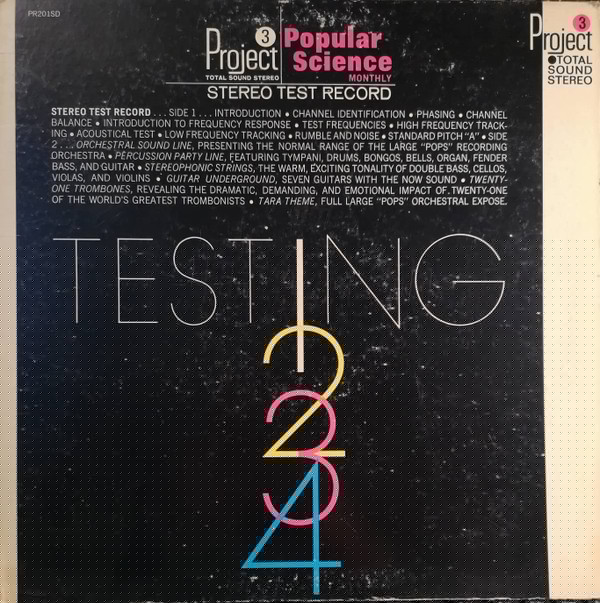 PR201SD
Project 3
TOTAL SOUND STEREO
Popular
Science
MONTHLY
STEREO TEST RECORD
Project 3
●TOTAL
SOUND
STEREO
STEREO TEST RECORD . . . SIDE 1 . . . INTRODUCTION ● CHANNEL IDENTIFICATION ● PHASING ● CHANNEL
BALANCE ● INTRODUCTION TO FREQUENCY RESPONSE ● TEST FREQUENCIES ● HIGH FREQUENCY TRACK-
ING ● ACOUSTICAL TEST ● LOW FREQUENCY TRACKING ● RUMBLE AND NOISE ● STANDARD PITCH “A” ● SIDE
2 . . . ORCHESTRAL SOUND LINE, PRESENTING THE NORMAL RANGE OF THE LARGE “POPS” RECORDING
ORCHESTRA ● PERCUSSION PARTY LINE, FEATURING TYMPANI, DRUMS, BONGOS, BELLS, ORGAN, FENDER
BASS, AND GUITAR ● STEREOPHONIC STRINGS, THE WARM, EXCITING TONALITY OF DOUBLE BASS, CELLOS,
VIOLAS, AND VIOLINS ● GUITAR UNDERGROUND, SEVEN GUITARS WITH THE NOW SOUND ● TWENTY-
ONE TROMBONES, REVEALING THE DRAMATIC, DEMANDING, AND EMOTIONAL IMPACT OF TWENTY-ONE
OF THE WORLD'S GREATEST TROMBONISTS ● TARA THEME, FULL LARGE “POPS” ORCHESTRAL EXPOSE.
TEST1NG
2
3
4